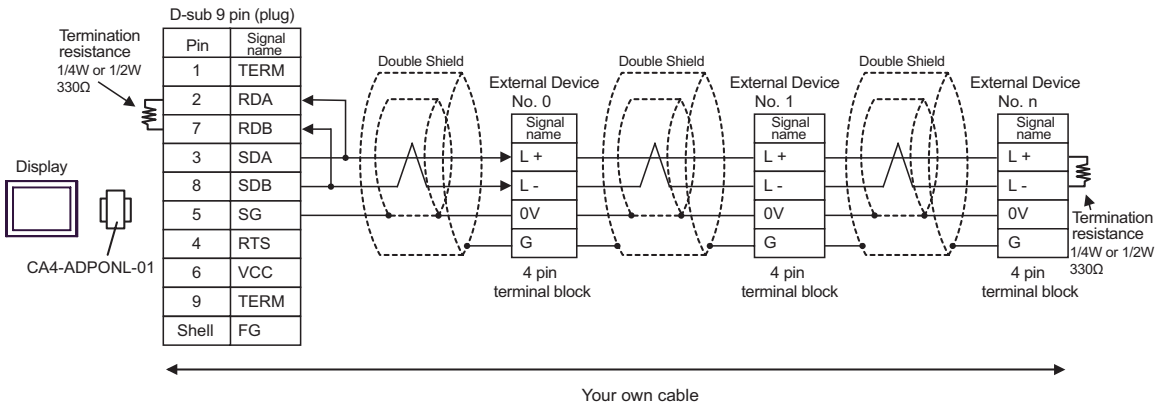 D-sub 9 pin (plug)
Termination
resistance
1/4W or 1/2W
330Ω
Pin
Signal
name
1 TERM
2 RDA
7 RDB
3 SDA
8 SDB
5 SG
4 RTS
6 VCC
9 TERM
Shell FG
Display
CA4-ADPONL-01
Double Shield
External Device
No. 0
Signal
name
L +
L -
0V
G
4 pin
terminal block
Double Shield
External Device
No. 1
Signal
name
L +
L -
0V
G
4 pin
terminal block
Double Shield
External Device
No. n
Signal
name
L +
L -
0V
G
4 pin
terminal block
Termination
resistance
1/4W or 1/2W
330Ω
Your own cable